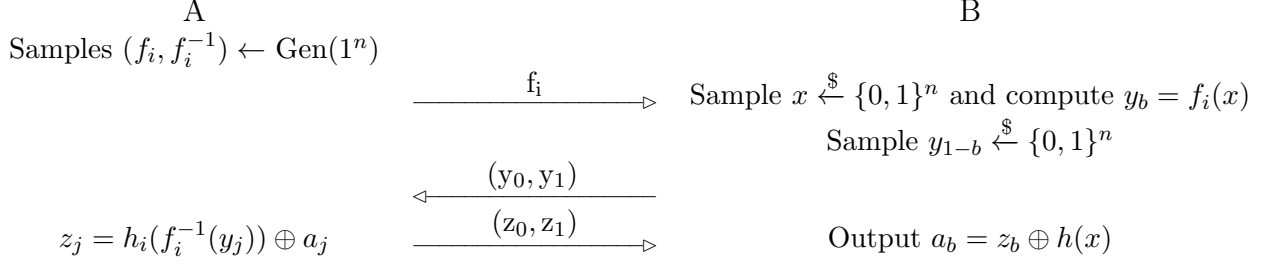 A B
Samples (f_i, f_i^{-1}) ← Gen(1^n)
f_i
Sample x ←$ {0, 1}^n and compute y_b = f_i(x)
Sample y_{1−b} ←$ {0, 1}^n
(y_0, y_1)
(z_0, z_1)
z_j = h_i(f_i^{-1}(y_j)) ⊕ a_j Output a_b = z_b ⊕ h(x)